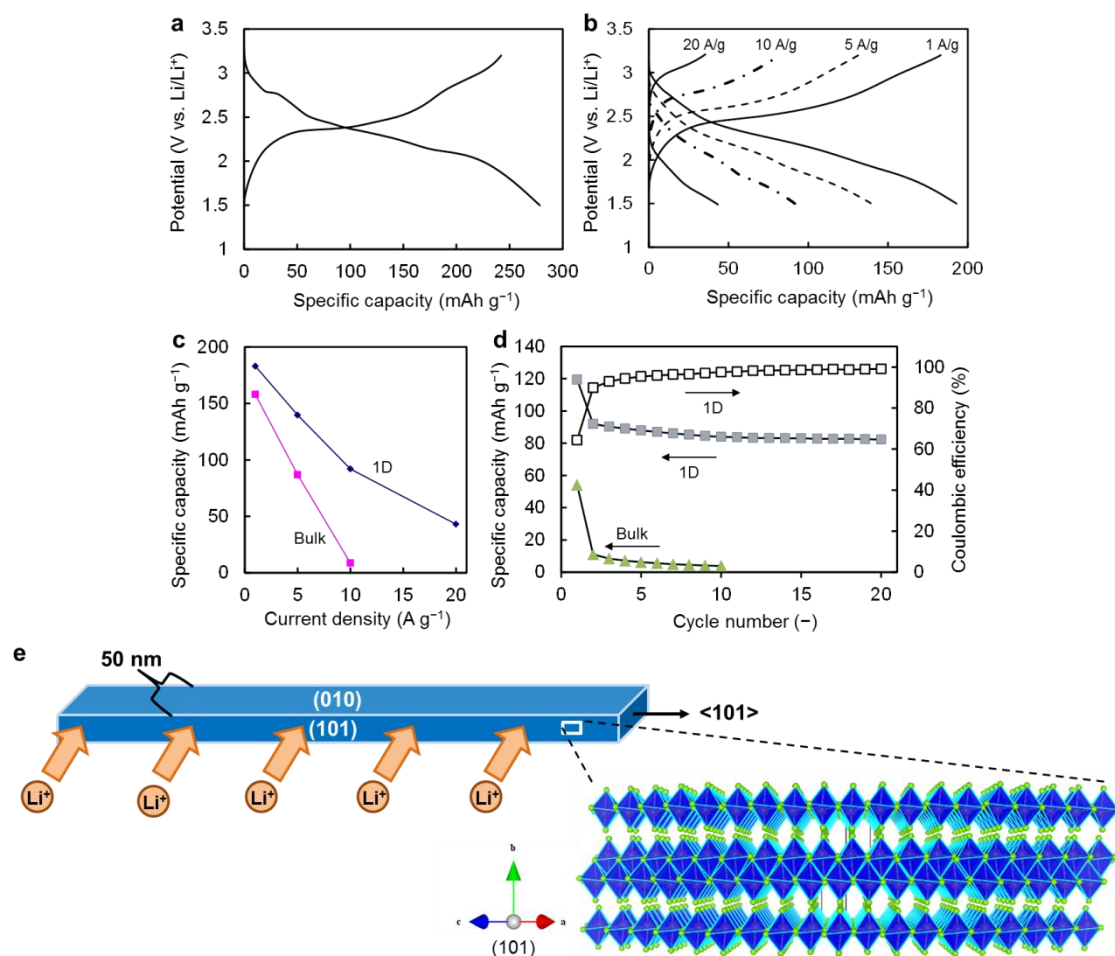 a
3.5
3
2.5
2
1.5
1
Potential (V vs. Li/Li⁺)
0 50 100 150 200 250 300
Specific capacity (mAh g⁻¹)
b
20 A/g 10 A/g 5 A/g 1 A/g
3.5
3
2.5
2
1.5
1
Potential (V vs. Li/Li⁺)
0 50 100 150 200
Specific capacity (mAh g⁻¹)
c
200
150
100
50
0
Specific capacity (mAh g⁻¹)
1D
Bulk
0 5 10 15 20
Current density (A g⁻¹)
d
140
120
100
80
60
40
20
0
Specific capacity (mAh g⁻¹)
1D
1D
Bulk
100
80
60
40
20
0
Coulombic efficiency (%)
0 5 10 15 20
Cycle number (−)
e
50 nm
(010)
(101)
<101>
Li⁺ Li⁺ Li⁺ Li⁺ Li⁺
b
c a
(101)